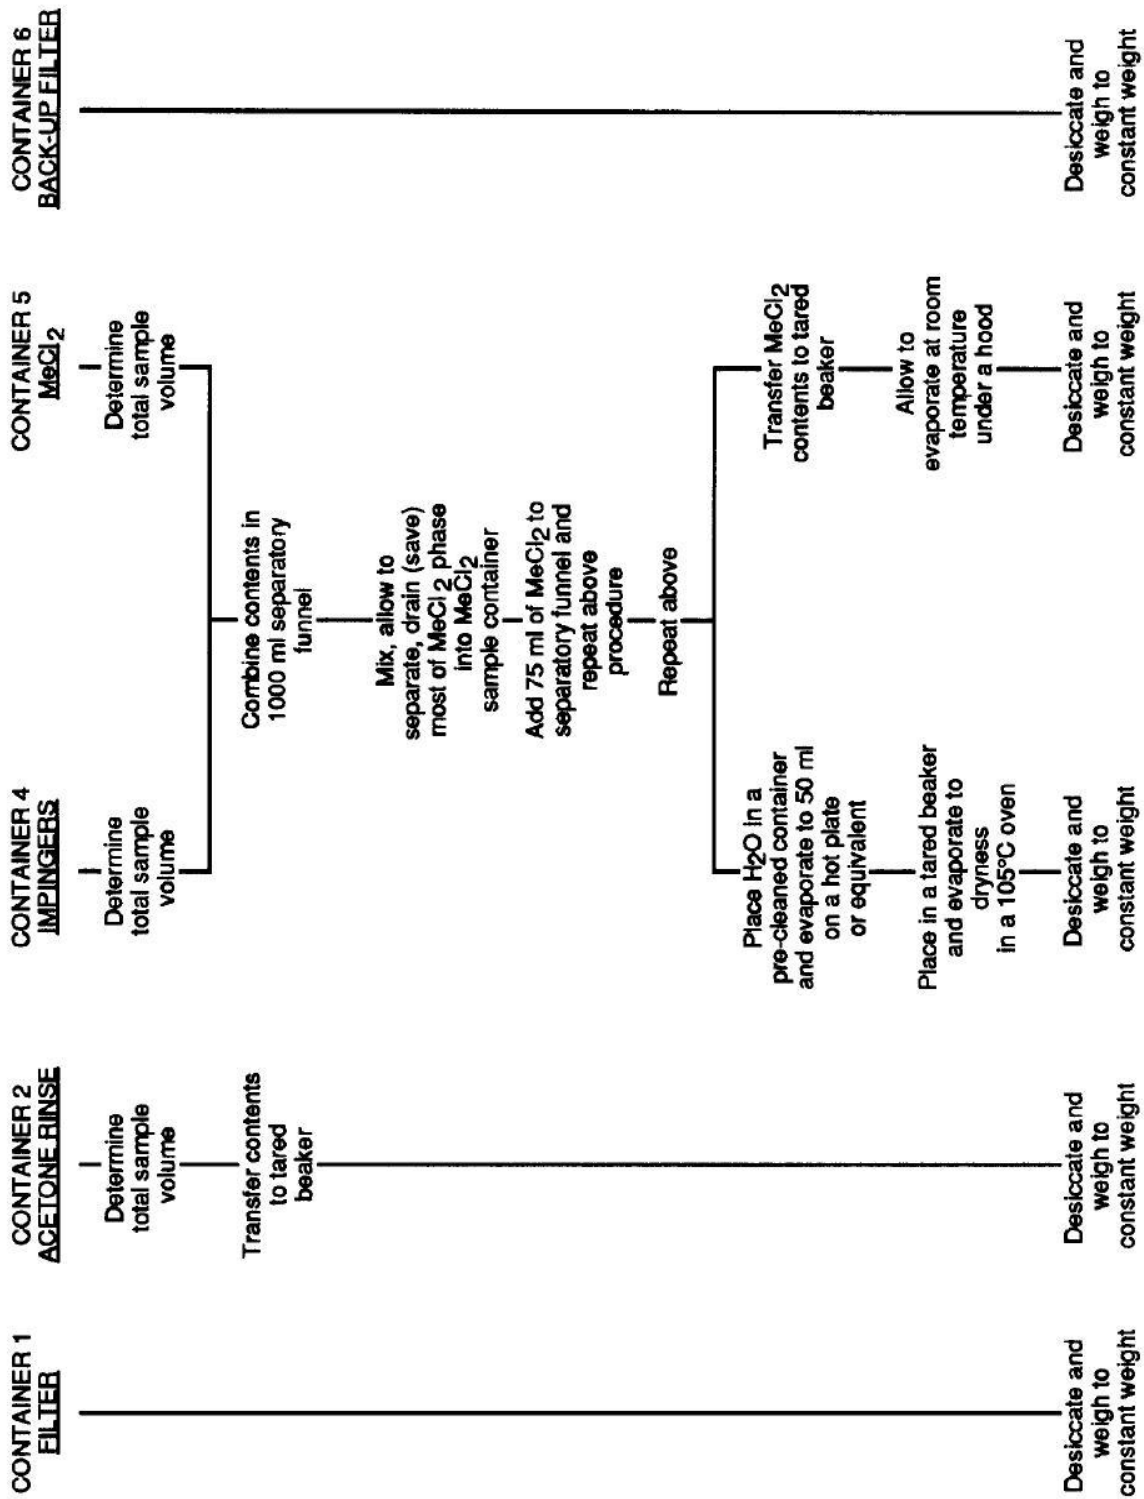 CONTAINER 1
FILTER
Desiccate and
weigh to
constant weight
CONTAINER 2
ACETONE RINSE
Determine
total sample
volume
Transfer contents
to tared
beaker
Desiccate and
weigh to
constant weight
CONTAINER 4
IMPINGERS
Determine
total sample
volume
CONTAINER 5
MeCl2
Determine
total sample
volume
Combine contents in
1000 ml separatory
funnel
Mix, allow to
separate, drain (save)
most of MeCl2 phase
into MeCl2
sample container
Add 75 ml of MeCl2 to
separatory funnel and
repeat above
procedure
Repeat above
Place H2O in a
pre-cleaned container
and evaporate to 50 ml
on a hot plate
or equivalent
Place in a tared beaker
and evaporate to
dryness
in a 105°C oven
Desiccate and
weigh to
constant weight
Transfer MeCl2
contents to tared
beaker
Allow to
evaporate at room
temperature
under a hood
Desiccate and
weigh to
constant weight
CONTAINER 6
BACK-UP FILTER
Desiccate and
weigh to
constant weight